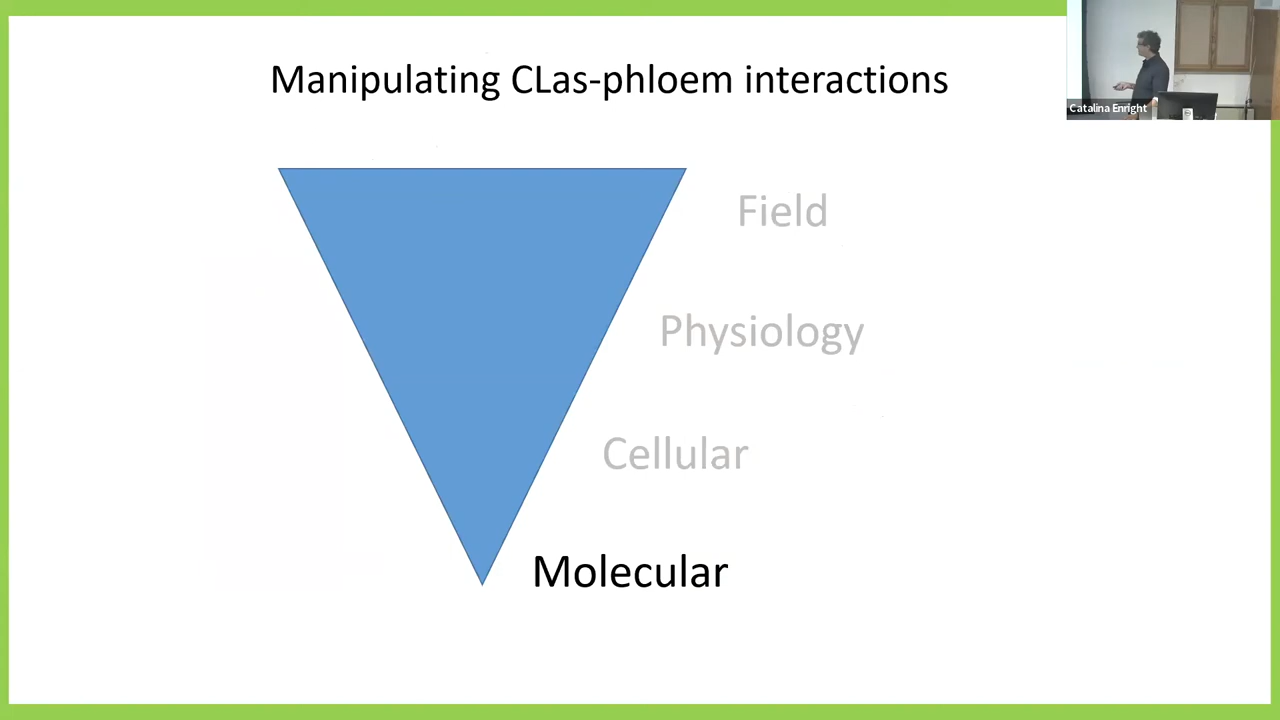 Manipulating CLas-phloem interactions
Catalina Enright
Field
Physiology
Cellular
Molecular